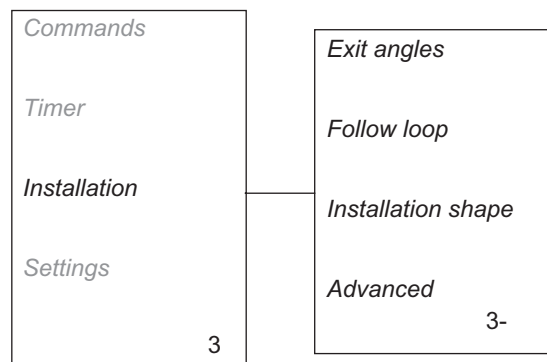 Commands
Timer
Installation
Settings
3
Exit angles
Follow loop
Installation shape
Advanced
3-